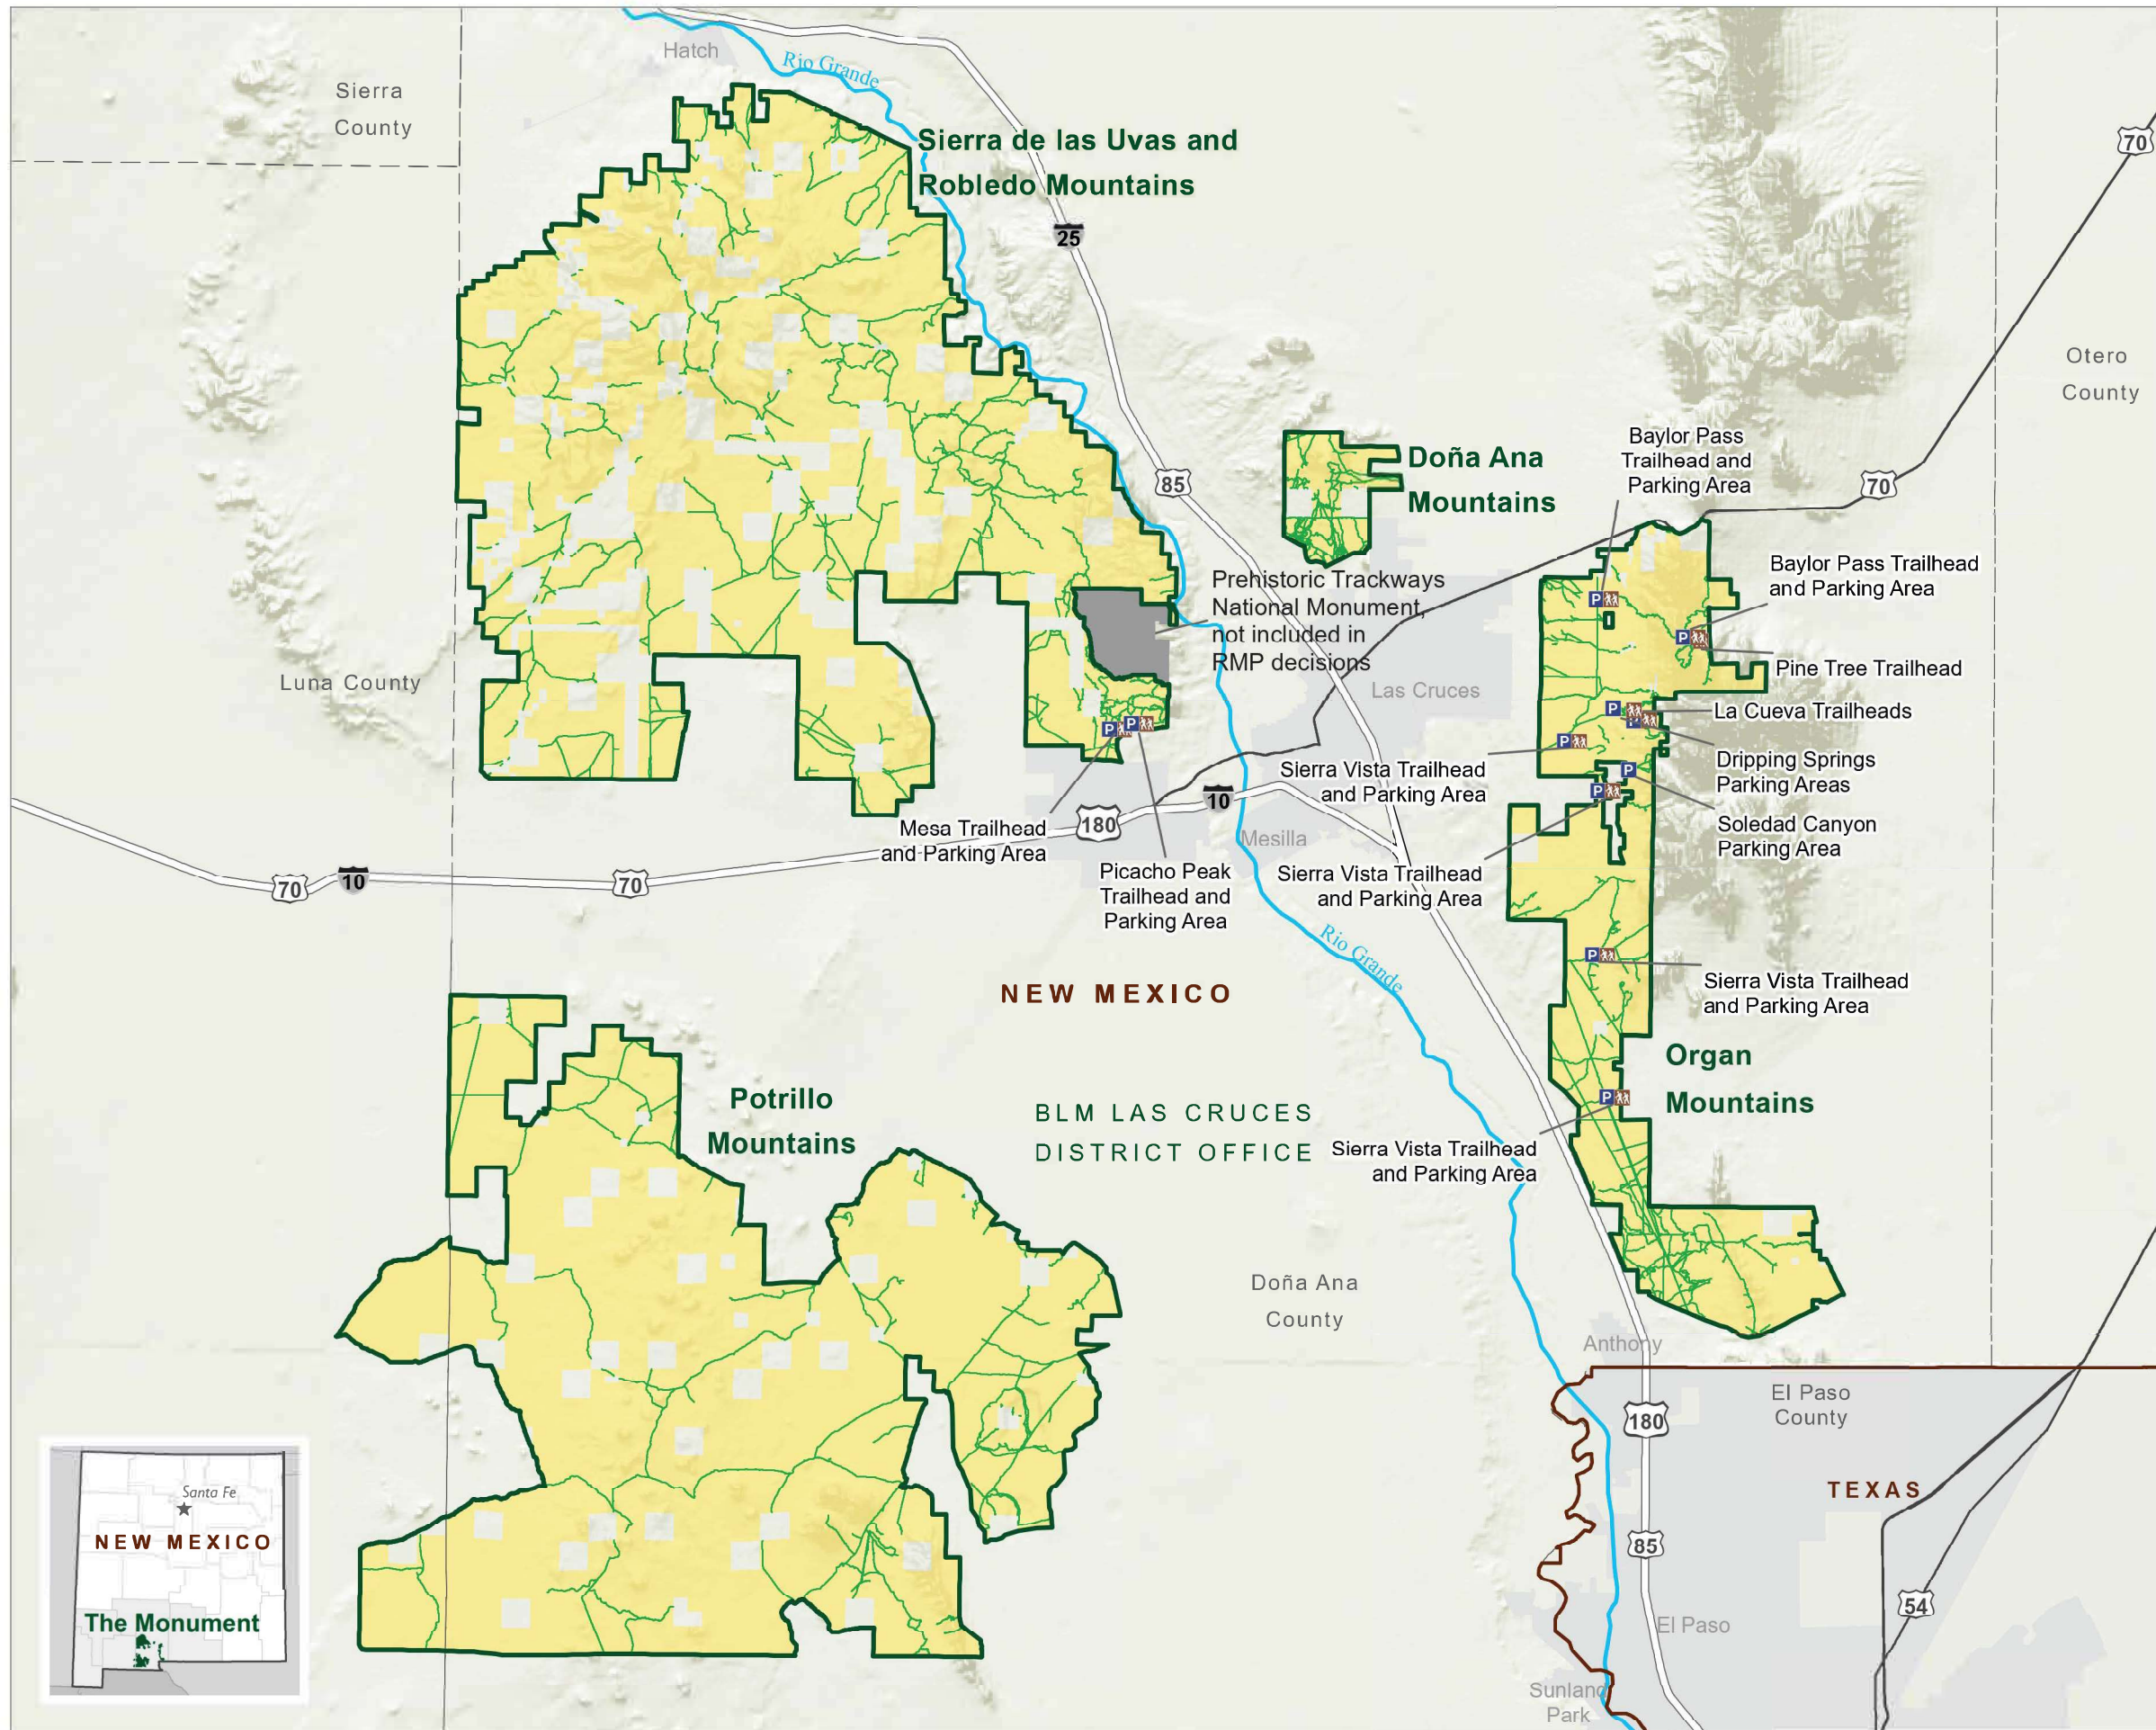 Hatch
Rio Grande
Sierra
County
Sierra de las Uvas and
Robledo Mountains
70
25
Otero
County
85
Doña Ana
Mountains
Baylor Pass
Trailhead and
Parking Area
70
Prehistoric Trackways
National Monument,
not included in
RMP decisions
Baylor Pass Trailhead
and Parking Area
P
P
Pine Tree Trailhead
Luna County
Las Cruces
La Cueva Trailheads
P
P
P
P
P
Dripping Springs
Parking Areas
Sierra Vista Trailhead
and Parking Area
P
P
Soledad Canyon
Parking Area
10
180
Mesa Trailhead
and Parking Area
Mesilla
Picacho Peak
Trailhead and
Parking Area
Sierra Vista Trailhead
and Parking Area
70
10
70
Rio Grande
P
Sierra Vista Trailhead
and Parking Area
NEW MEXICO
Organ
Mountains
Potrillo
Mountains
BLM LAS CRUCES
DISTRICT OFFICE
P
Sierra Vista Trailhead
and Parking Area
Doña Ana
County
Anthony
El Paso
County
180
TEXAS
85
54
El Paso
Sunland
Park
Santa Fe
NEW MEXICO
The Monument